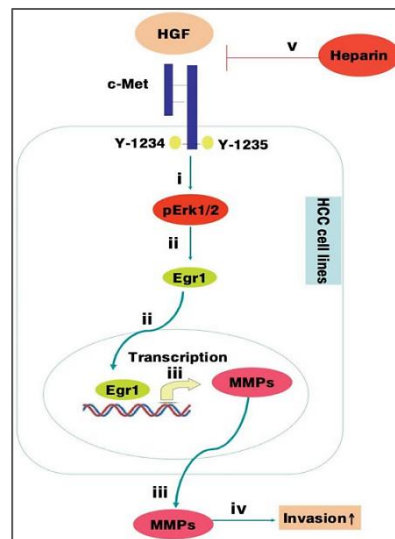 HGF
v
Heparin
c-Met
Y-1234
Y-1235
i
pErk1/2
HCC cell lines
ii
Egr1
ii
Transcription
iii
Egr1
MMPs
iii
MMPs
iv
Invasion↑